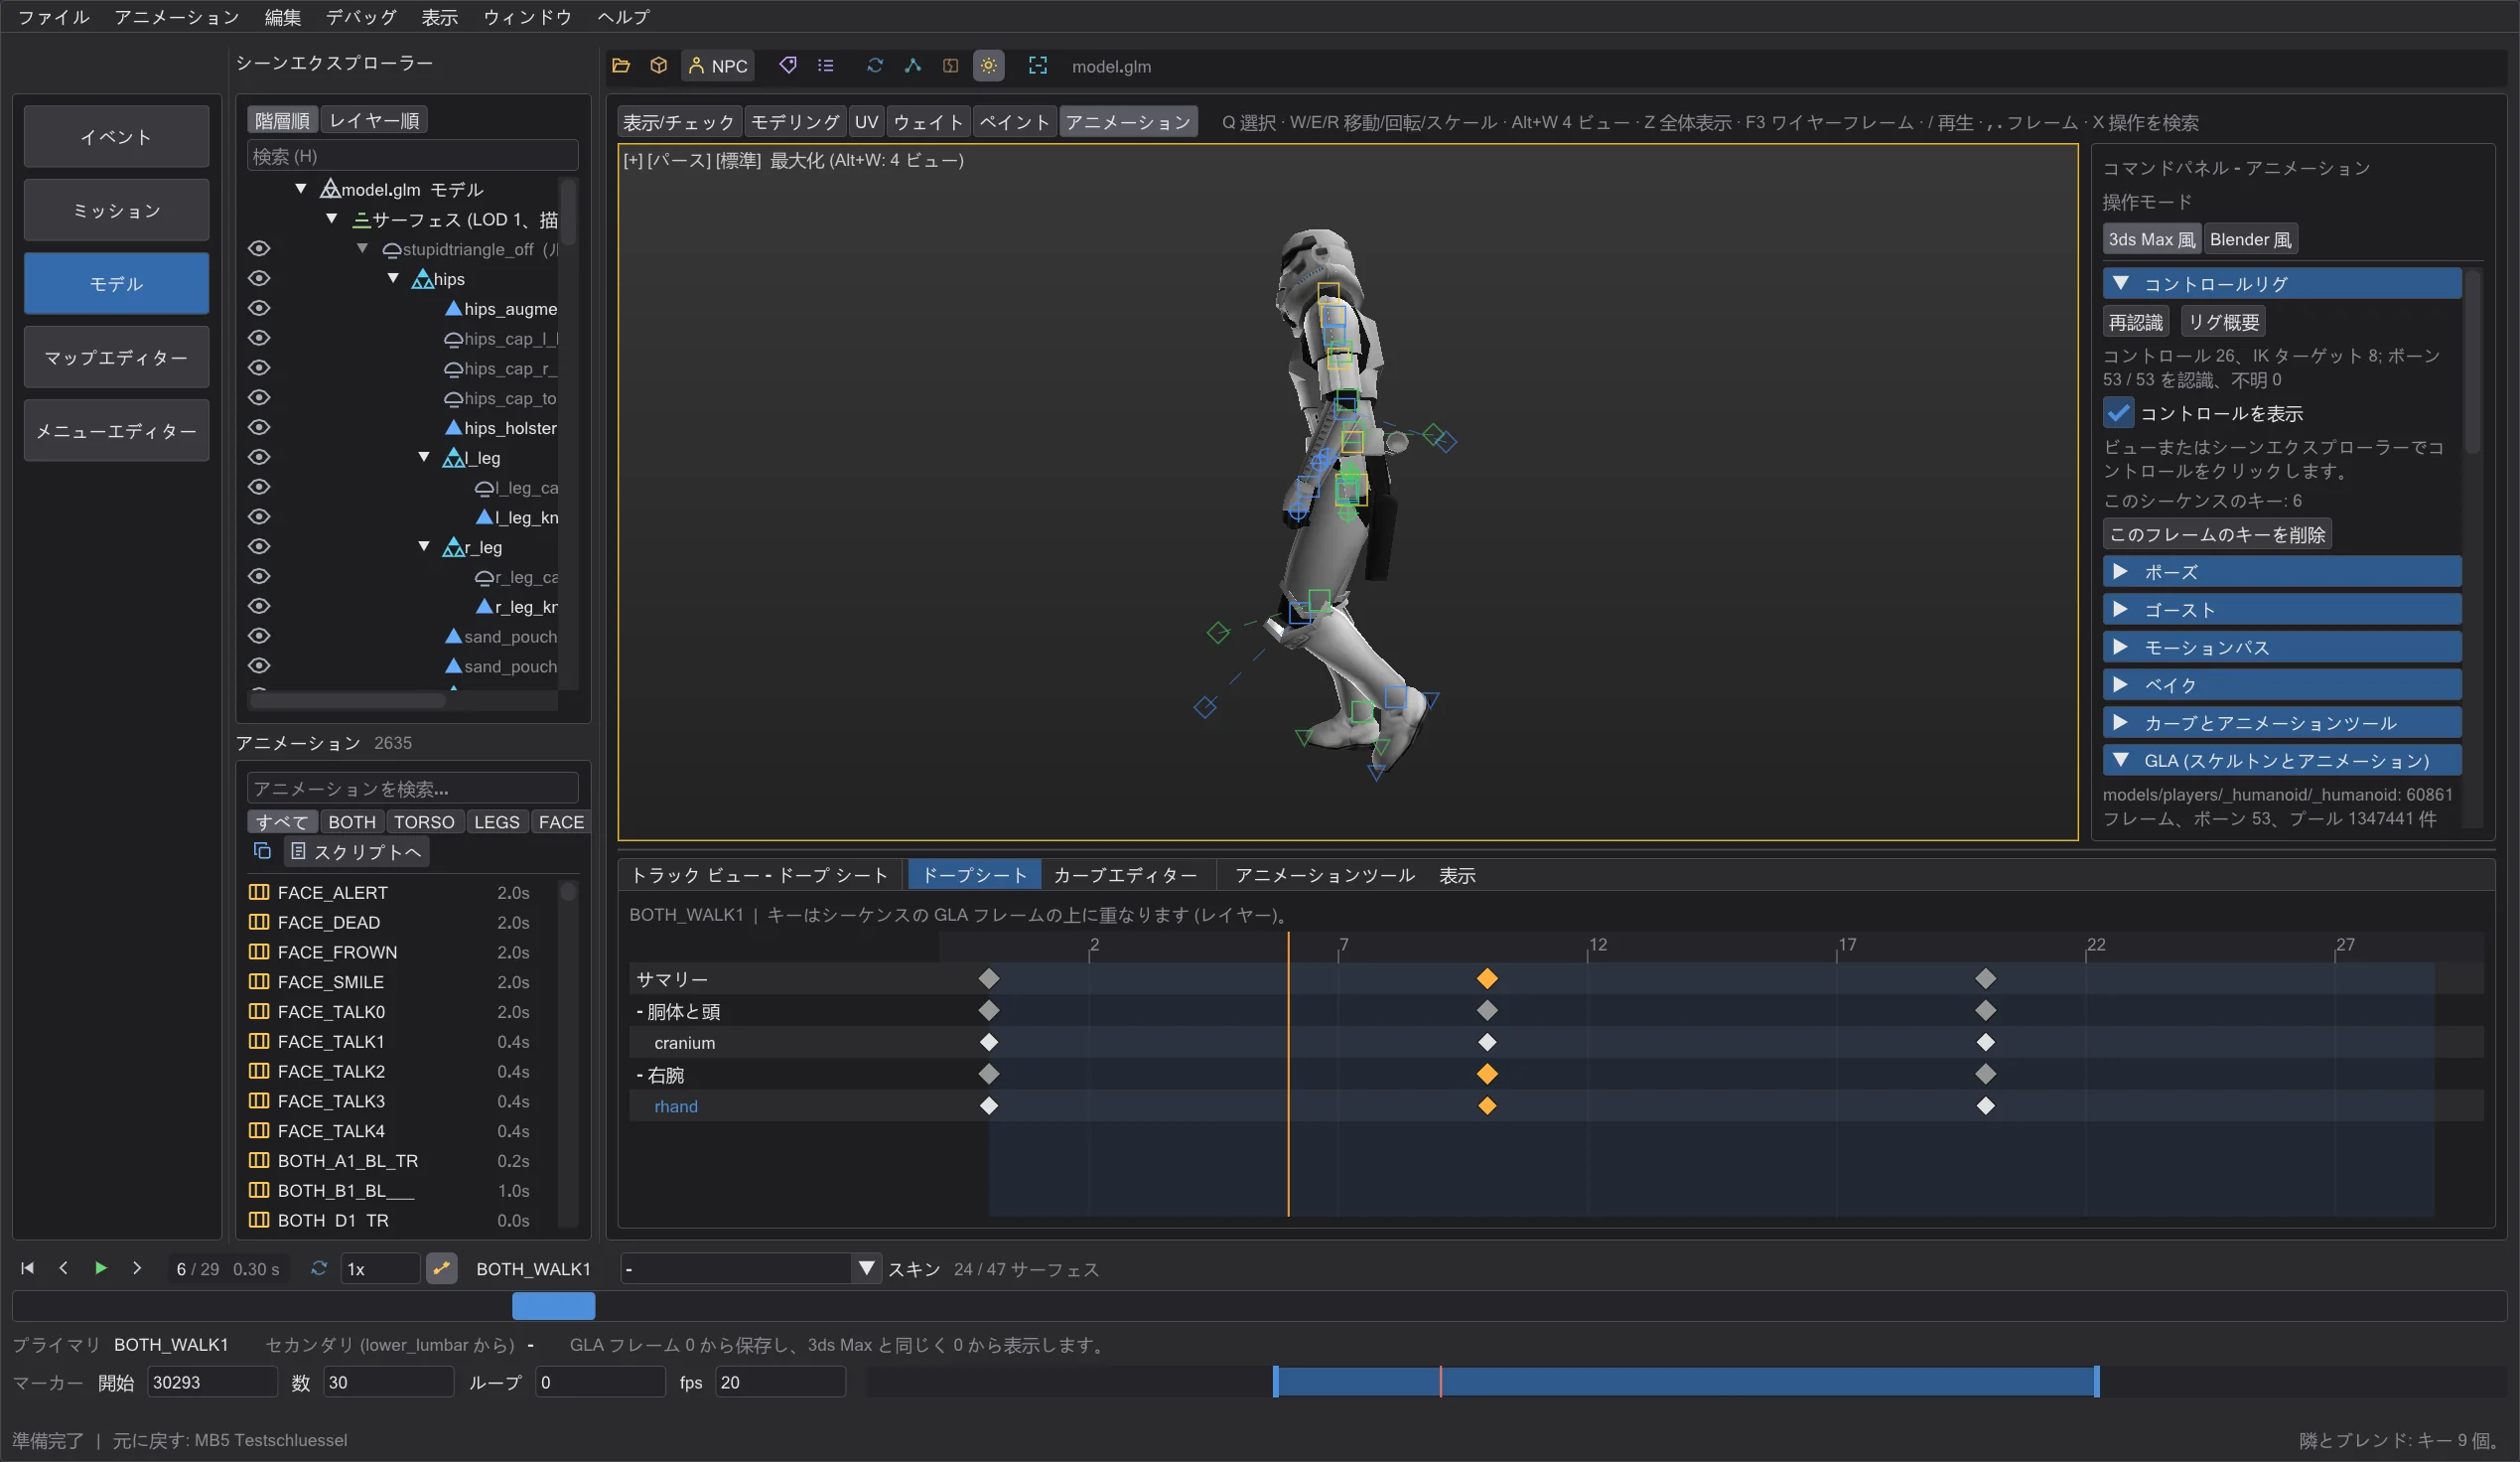 ファイル アニメーション 編集 デバッグ 表示 ウィンドウ ヘルプ
シーンエクスプローラー
NPC model.glm
イベント
ミッション
モデル
マップエディター
メニューエディター
階層順 レイヤー順
検索 (H)
model.glm モデル
サーフェス (LOD 1、描
stupidtriangle_off
hips
hips_augme
hips_cap_l_
hips_cap_r_
hips_cap_to
hips_holster
l_leg
l_leg_ca
l_leg_kn
r_leg
r_leg_ca
r_leg_kn
sand_pouch
sand_pouch
アニメーション 2635
アニメーションを検索...
すべて BOTH TORSO LEGS FACE
スクリプトへ
FACE_ALERT 2.0s
FACE_DEAD 2.0s
FACE_FROWN 2.0s
FACE_SMILE 2.0s
FACE_TALK0 2.0s
FACE_TALK1 0.4s
FACE_TALK2 0.4s
FACE_TALK3 0.4s
FACE_TALK4 0.4s
BOTH_A1_BL_TR 0.2s
BOTH_B1_BL___ 1.0s
BOTH_D1_TR 0.0s
表示/チェック モデリング UV ウェイト ペイント アニメーション Q 選択 · W/E/R 移動/回転/スケール · Alt+W 4 ビュー · Z 全体表示 · F3 ワイヤーフレーム · / 再生 · , . フレーム · X 操作を検索
[+] [パース] [標準] 最大化 (Alt+W: 4 ビュー)
コマンドパネル - アニメーション
操作モード
3ds Max 風 Blender 風
コントロールリグ
再認識 リグ概要
コントロール 26、IK ターゲット 8; ボーン
53 / 53 を認識、不明 0
コントロールを表示
ビューまたはシーンエクスプローラーでコ
ントロールをクリックします。
このシーケンスのキー: 6
このフレームのキーを削除
ポーズ
ゴースト
モーションパス
ベイク
カーブとアニメーションツール
GLA (スケルトンとアニメーション)
models/players/_humanoid/_humanoid: 60861
フレーム、ボーン 53、プール 1347441 件
トラック ビュー - ドープ シート ドープシート カーブエディター アニメーションツール 表示
BOTH_WALK1 | キーはシーケンスの GLA フレームの上に重なります (レイヤー)。
2 7 12 17 22 27
サマリー
- 胴体と頭
cranium
- 右腕
rhand
6 / 29 0.30 s 1x BOTH_WALK1 - スキン 24 / 47 サーフェス
プライマリ BOTH_WALK1 セカンダリ (lower_lumbar から) - GLA フレーム 0 から保存し、3ds Max と同じく 0 から表示します。
マーカー 開始 30293 数 30 ループ 0 fps 20
準備完了 | 元に戻す: MB5 Testschluessel 隣とブレンド: キー 9 個。